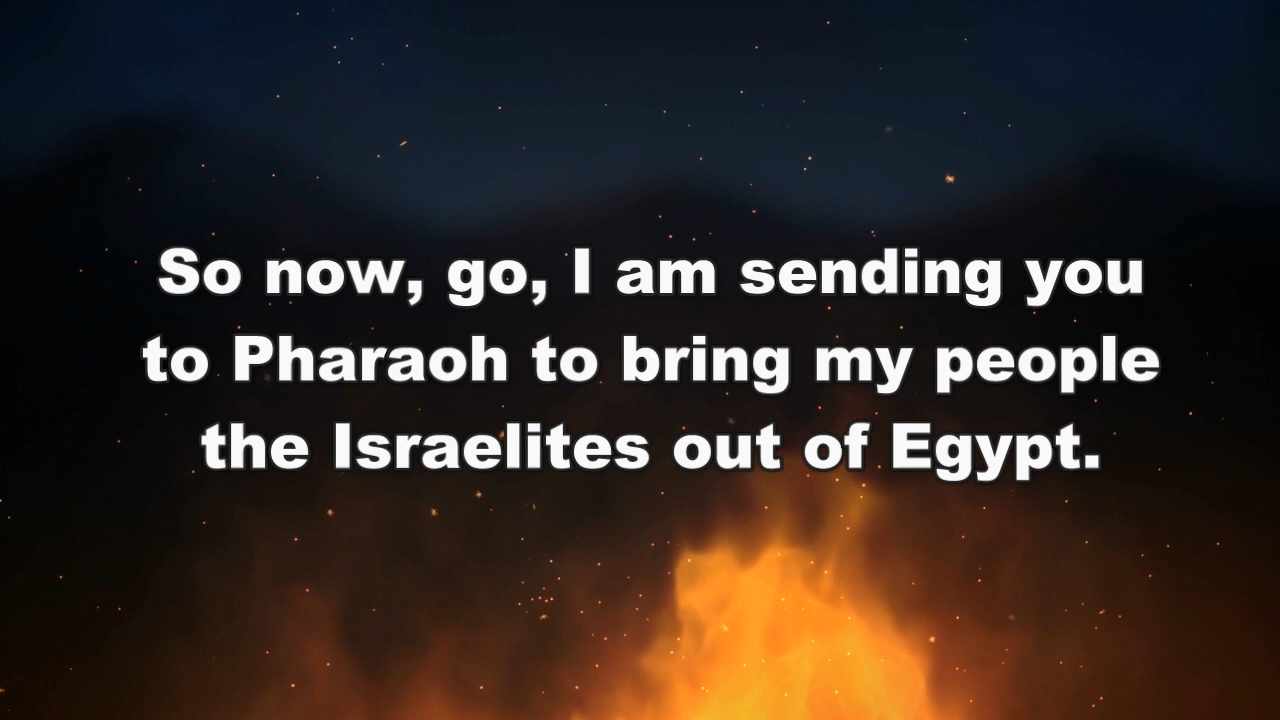 So now, go, I am sending you
to Pharaoh to bring my people
the Israelites out of Egypt.